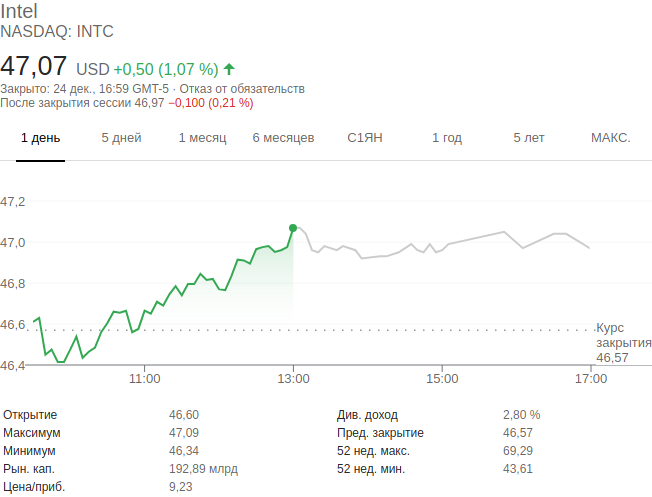 Intel
NASDAQ: INTC
47,07 USD +0,50 (1,07 %)
Закрыто: 24 дек., 16:59 GMT-5 · Отказ от обязательств
После закрытия сессии 46,97 −0,100 (0,21 %)
1 день 5 дней 1 месяц 6 месяцев С1ЯН 1 год 5 лет МАКС.
47,2
47,0
46,8
46,6
46,4
Курс
закрытия
46,57
11:00 13:00 15:00 17:00
Открытие 46,60 Див. доход 2,80 %
Максимум 47,09 Пред. закрытие 46,57
Минимум 46,34 52 нед. макс. 69,29
Рын. кап. 192,89 млрд 52 нед. мин. 43,61
Цена/приб. 9,23